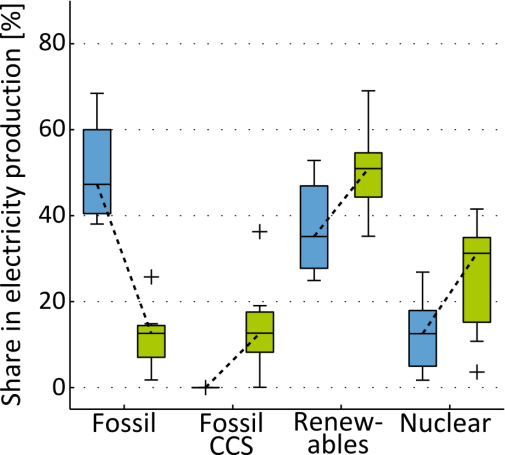 Share in electricity production [%]
80
60
40
20
0
Fossil
Fossil
CCS
Renew-
ables
Nuclear